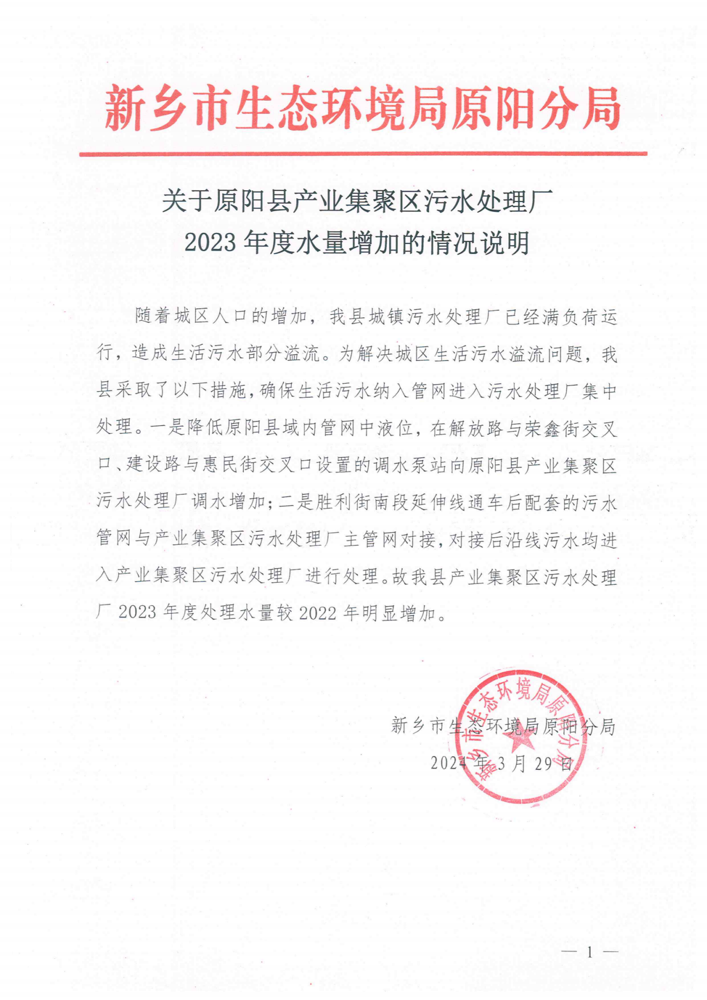 新乡市生态环境局原阳分局
关于原阳县产业集聚区污水处理厂
2023 年度水量增加的情况说明
随着城区人口的增加，我县城镇污水处理厂已经满负荷运
行，造成生活污水部分溢流。为解决城区生活污水溢流问题，我
县采取了以下措施，确保生活污水纳入管网进入污水处理厂集中
处理。一是降低原阳县域内管网中液位，在解放路与荣鑫街交叉
口、建设路与惠民街交叉口设置的调水泵站向原阳县产业集聚区
污水处理厂调水增加；二是胜利街南段延伸线通车后配套的污水
管网与产业集聚区污水处理厂主管网对接，对接后沿线污水均进
入产业集聚区污水处理厂进行处理。故我县产业集聚区污水处理
厂 2023 年度处理水量较 2022 年明显增加。
新乡市生态环境局原阳分局
新乡市生态环境局原阳分局
2024 年 3 月 29 日
— 1 —